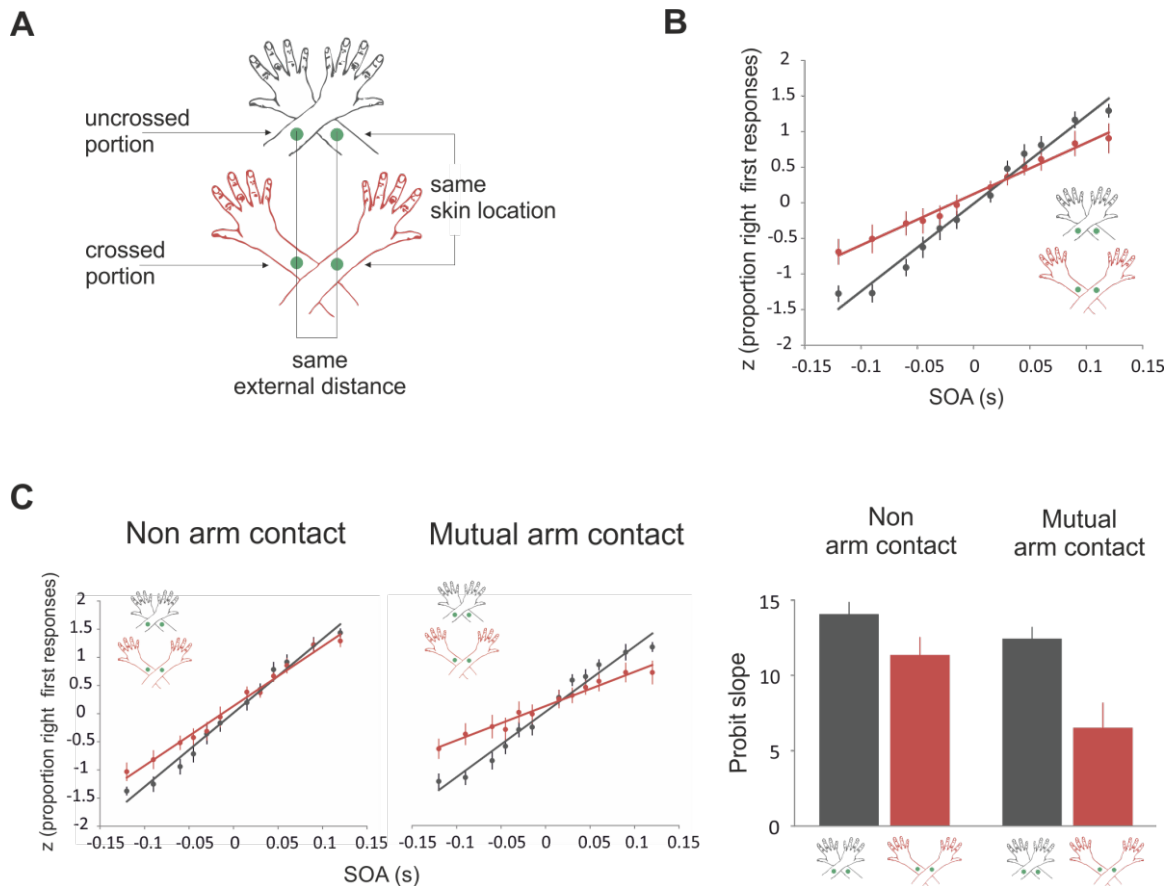 A
uncrossed
portion
crossed
portion
same
skin location
same
external distance
B
z (proportion right first responses)
2
1.5
1
0.5
0
-0.5
-1
-1.5
-2
-0.15 -0.1 -0.05 0 0.05 0.1 0.15
SOA (s)
C
Non arm contact
Mutual arm contact
z (proportion right first responses)
2
1.5
1
0.5
0
-0.5
-1
-1.5
-2
-0.15 -0.1 -0.05 0 0.05 0.1 0.15
-0.15 -0.1 -0.05 0 0.05 0.1 0.15
SOA (s)
Non
arm contact
Mutual
arm contact
Probit slope
15
10
5
0